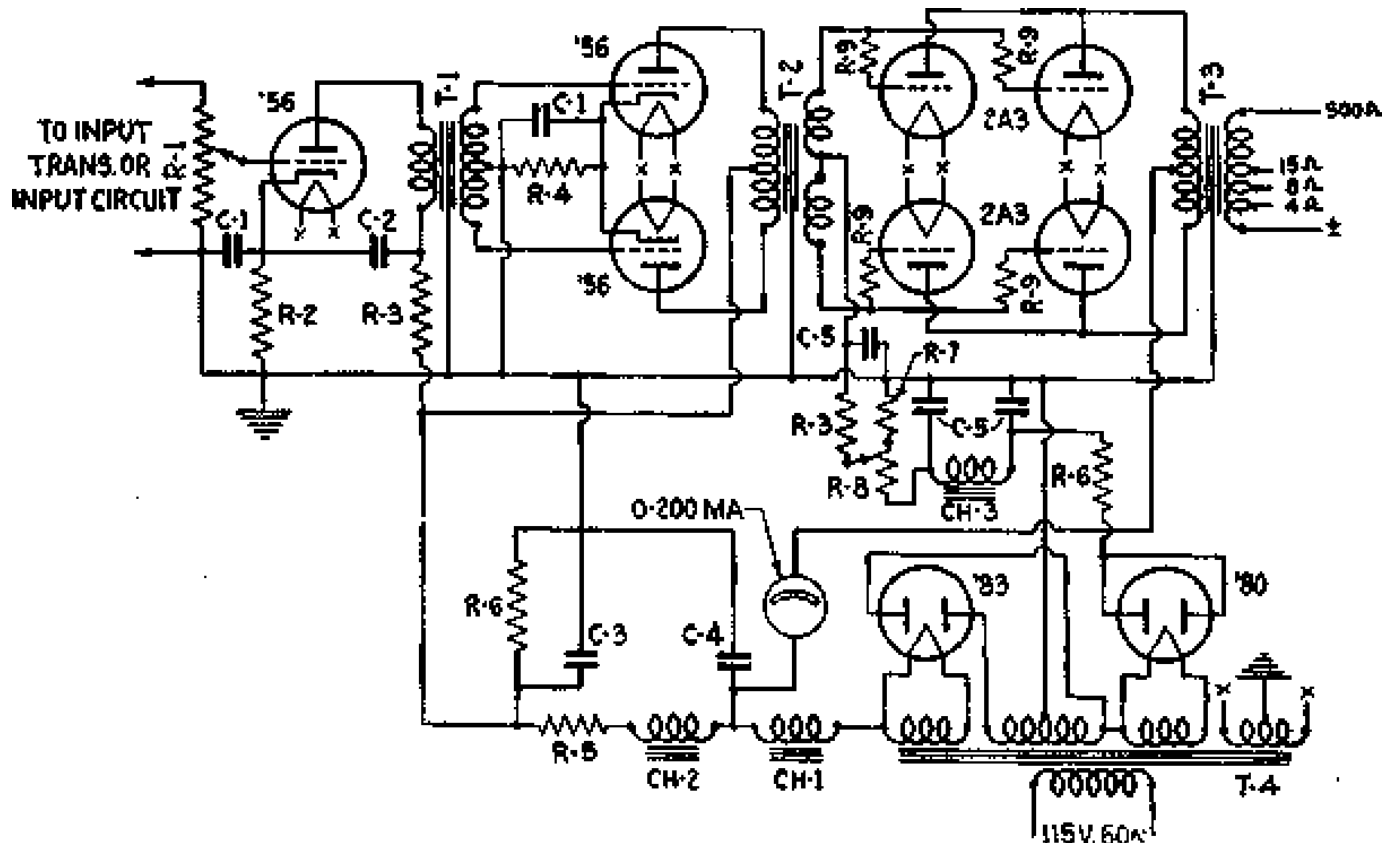 '56
T-1
'56
C-1
R-4
'56
T-2
R-9
R-9
2A3
2A3
R-9
R-9
T-3
500Ω
15Ω
8Ω
4Ω
±
TO INPUT
TRANS. OR
INPUT CIRCUIT
R-1
C-1
C-2
R-2
R-3
x x
x x
x x
x x
C-5
R-7
R-3
C-5
R-8
CH-3
R-6
0-200 MA
'83
'80
R-6
C-3
C-4
x x
R-5
CH-2
CH-1
T-4
115V. 60~